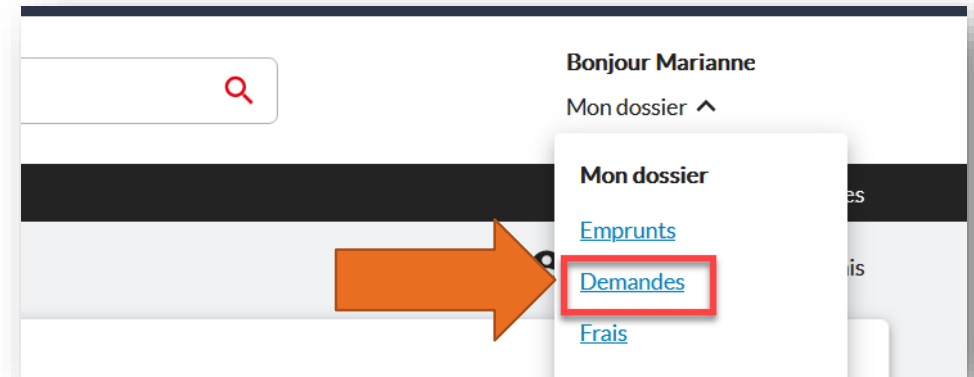 Bonjour Marianne
Mon dossier
Mon dossier
Emprunts
Demandes
Frais